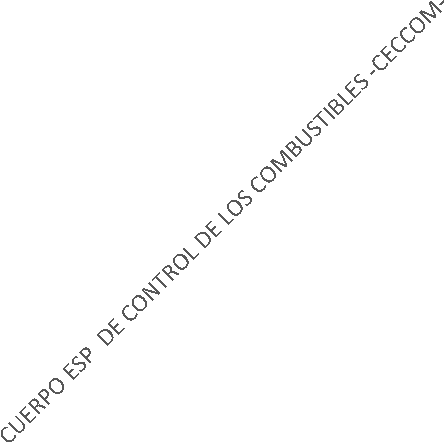 CUERPO ESP  DE CONTROL DE LOS COMBUSTIBLES -CECCOM-